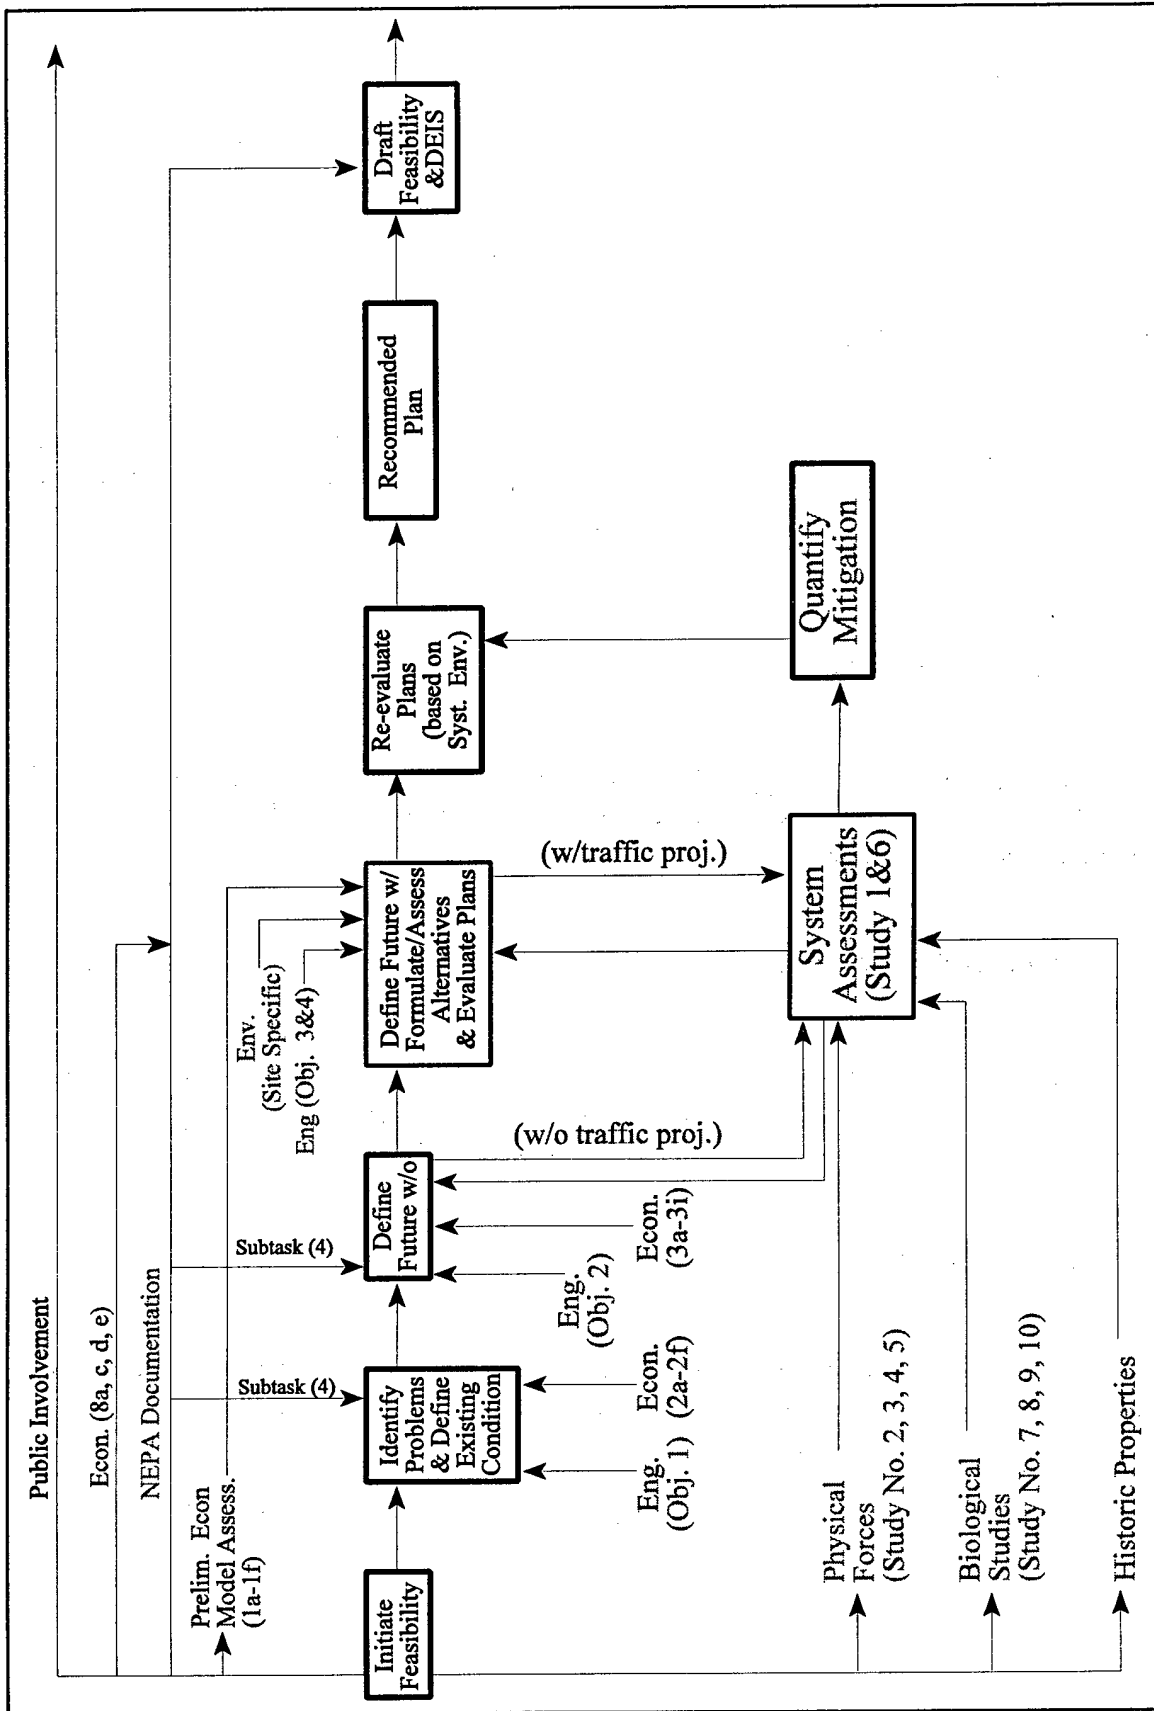 Public Involvement
Econ. (8a, c, d, e)
NEPA Documentation
Prelim. Econ
Model Assess.
(1a-1f)
Subtask (4)
Subtask (4)
Env.
(Site Specific)
Eng (Obj. 3&4)
Initiate
Feasibility
Identify
Problems
& Define
Existing
Condition
Define
Future w/o
Define Future w/
Formulate/Assess
Alternatives
& Evaluate Plans
Re-evaluate
Plans
(based on
Syst. Env.)
Recommended
Plan
Draft
Feasibility
&DEIS
Eng.
(Obj. 1)
Econ.
(2a-2f)
Eng.
(Obj. 2)
Econ.
(3a-3i)
(w/o traffic proj.)
(w/traffic proj.)
Physical
Forces
(Study No. 2, 3, 4, 5)
Biological
Studies
(Study No. 7, 8, 9, 10)
Historic Properties
System
Assessments
(Study 1&6)
Quantify
Mitigation